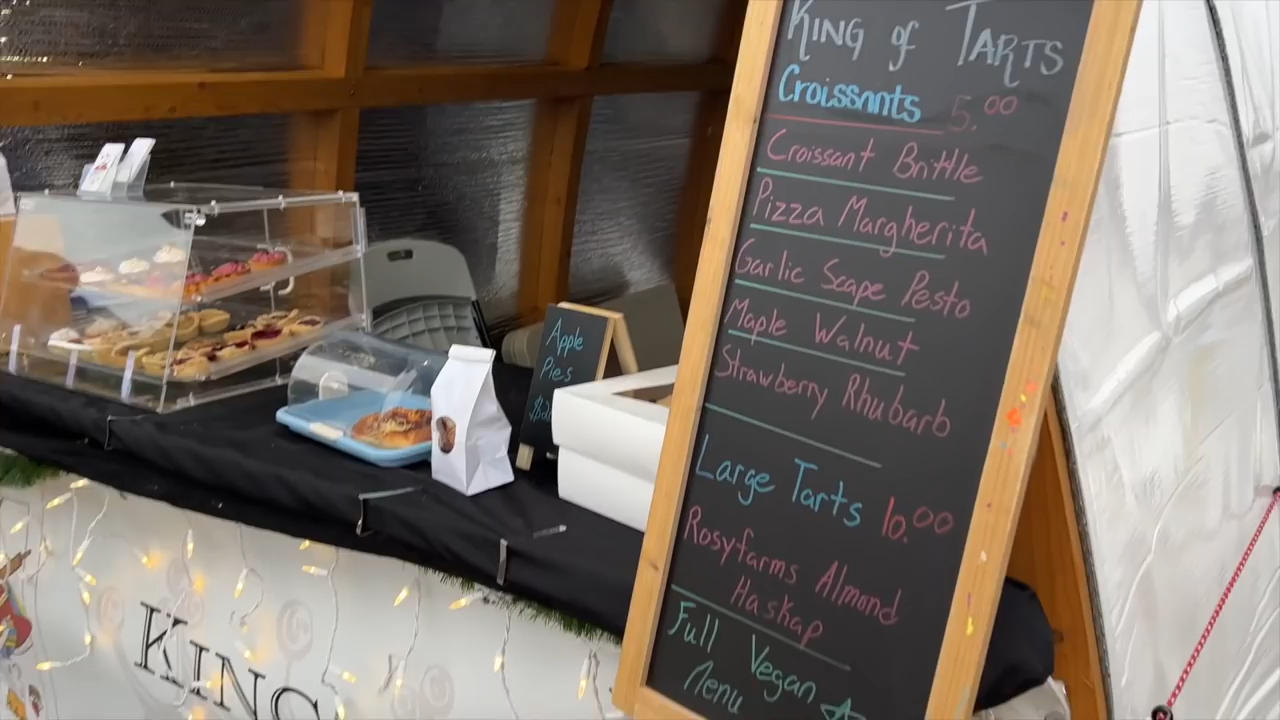 KING of TARTS
Croissants 5.00
Croissant Brittle
Pizza Margherita
Garlic Scape Pesto
Maple Walnut
Strawberry Rhubarb
Large Tarts 10.00
Rosyfarms Almond
Haskap
Full Vegan
Menu
Apple
Pies
KING